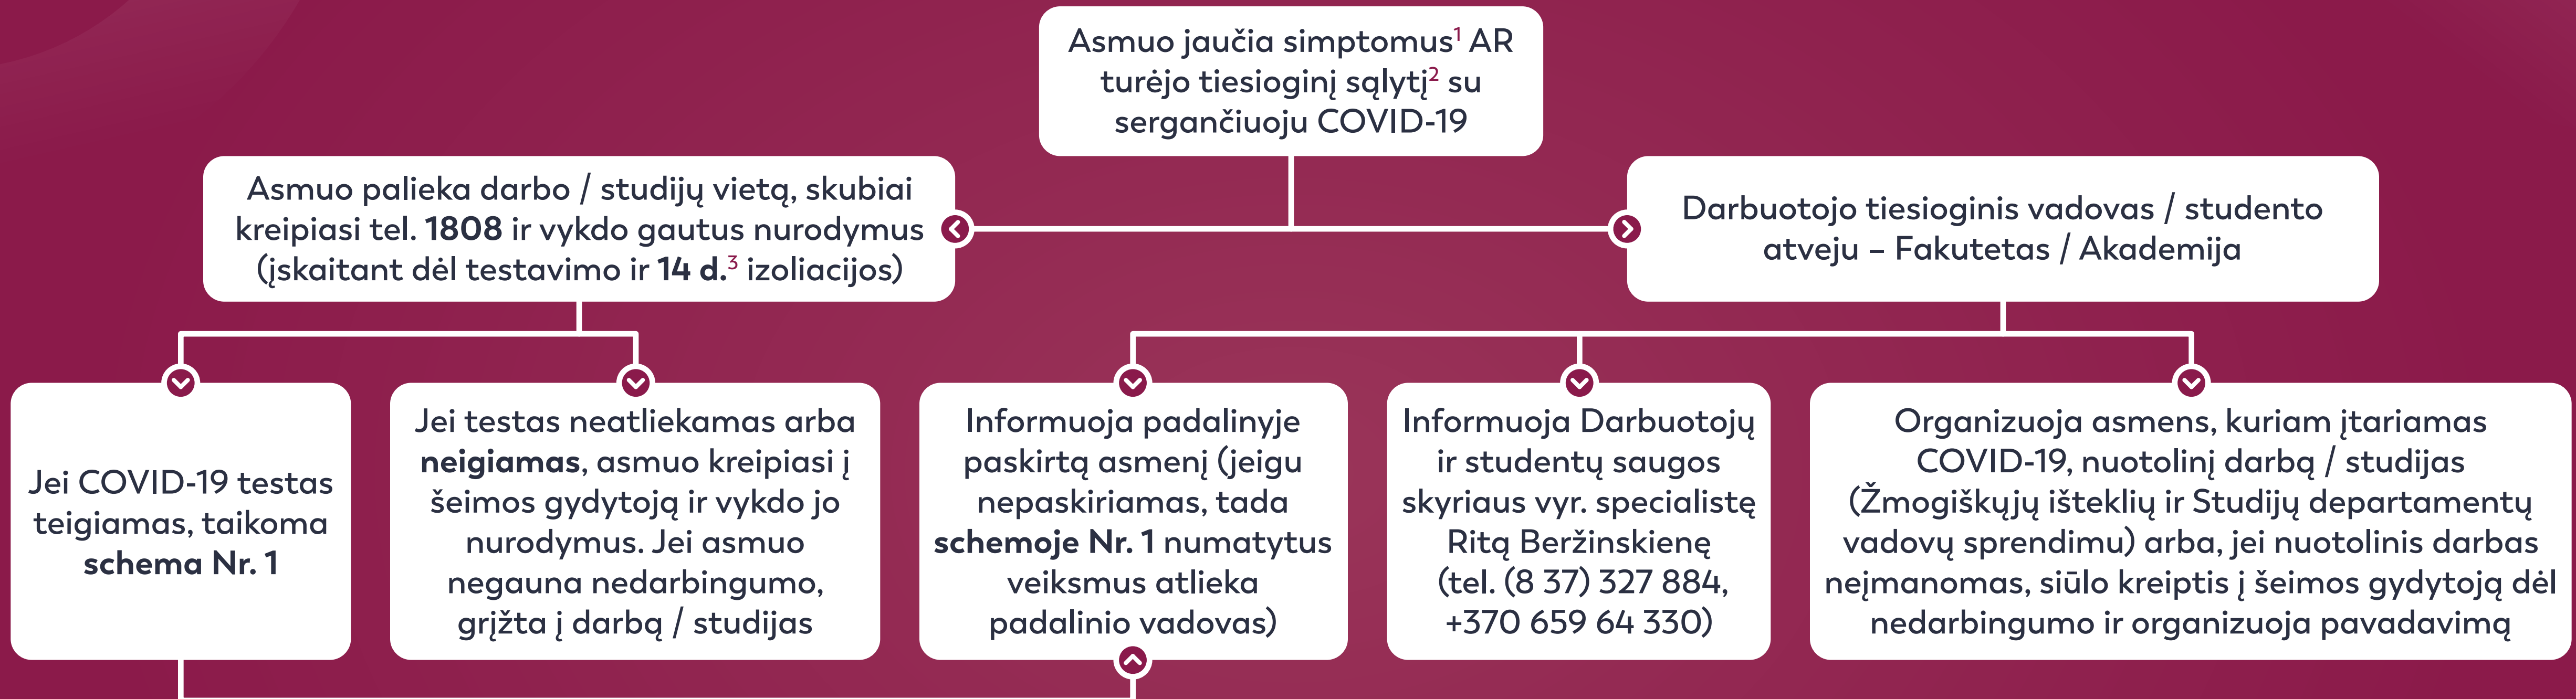 Asmuo jaučia simptomus¹ AR
turėjo tiesioginį sąlytį² su
sergančiuoju COVID-19
Asmuo palieka darbo / studijų vietą, skubiai
kreipiasi tel. 1808 ir vykdo gautus nurodymus
(įskaitant dėl testavimo ir 14 d.³ izoliacijos)
Darbuotojo tiesioginis vadovas / studento
atveju – Fakutetas / Akademija
Jei COVID-19 testas
teigiamas, taikoma
schema Nr. 1
Jei testas neatliekamas arba
neigiamas, asmuo kreipiasi į
šeimos gydytoją ir vykdo jo
nurodymus. Jei asmuo
negauna nedarbingumo,
grįžta į darbą / studijas
Informuoja padalinyje
paskirtą asmenį (jeigu
nepaskiriamas, tada
schemoje Nr. 1 numatytus
veiksmus atlieka
padalinio vadovas)
Informuoja Darbuotojų
ir studentų saugos
skyriaus vyr. specialistę
Ritą Beržinskienę
(tel. (8 37) 327 884,
+370 659 64 330)
Organizuoja asmens, kuriam įtariamas
COVID-19, nuotolinį darbą / studijas
(Žmogiškųjų išteklių ir Studijų departamentų
vadovų sprendimu) arba, jei nuotolinis darbas
neįmanomas, siūlo kreiptis į šeimos gydytoją dėl
nedarbingumo ir organizuoja pavadavimą